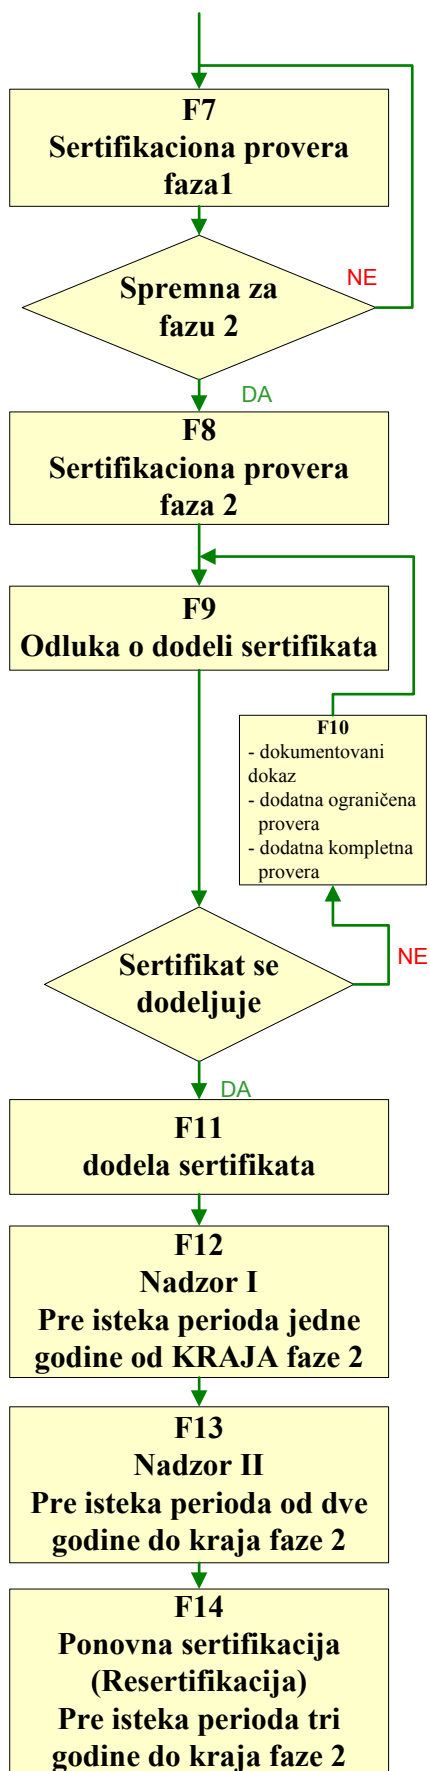 F7
Sertifikaciona provera
faza1
Spremna za
fazu 2
NE
DA
F8
Sertifikaciona provera
faza 2
F9
Odluka o dodeli sertifikata
F10
- dokumentovani
dokaz
- dodatna ograničena
provera
- dodatna kompletna
provera
Sertifikat se
dodeljuje
NE
DA
F11
dodela sertifikata
F12
Nadzor I
Pre isteka perioda jedne
godine od KRAJA faze 2
F13
Nadzor II
Pre isteka perioda od dve
godine do kraja faze 2
F14
Ponovna sertifikacija
(Resertifikacija)
Pre isteka perioda tri
godine do kraja faze 2